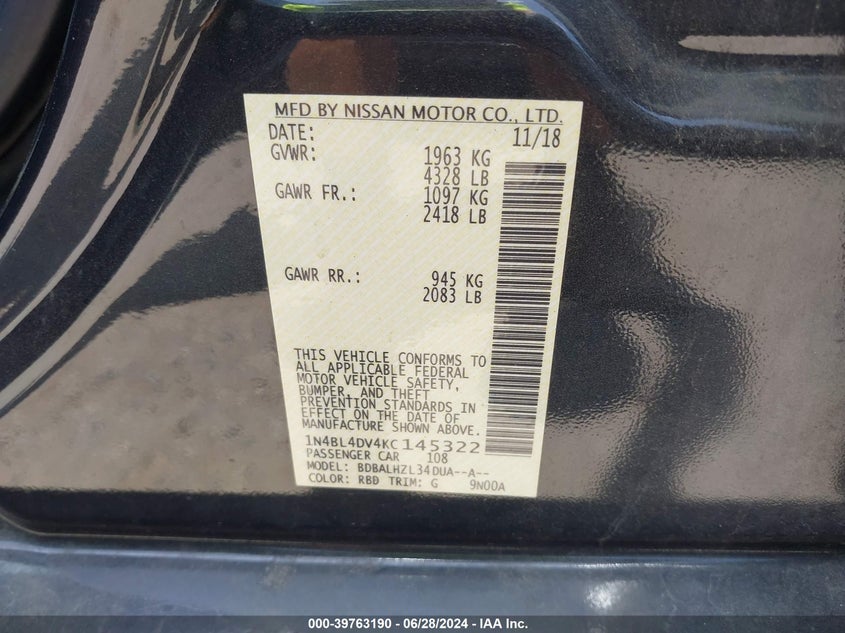 MFD BY NISSAN MOTOR CO., LTD.
DATE: 11/18
GVWR: 1963 KG
4328 LB
GAWR FR.: 1097 KG
2418 LB
GAWR RR.: 945 KG
2083 LB
THIS VEHICLE CONFORMS TO
ALL APPLICABLE FEDERAL
MOTOR VEHICLE SAFETY,
BUMPER, AND THEFT
PREVENTION STANDARDS IN
EFFECT ON THE DATE OF
MANUFACTURE SHOWN ABOVE.
1N4BL4DV4KC145322
PASSENGER CAR 108
MODEL: BDBALHZL34DUA--A--
COLOR: RBD TRIM: G 9N00A
000-39763190 - 06/28/2024 - IAA Inc.